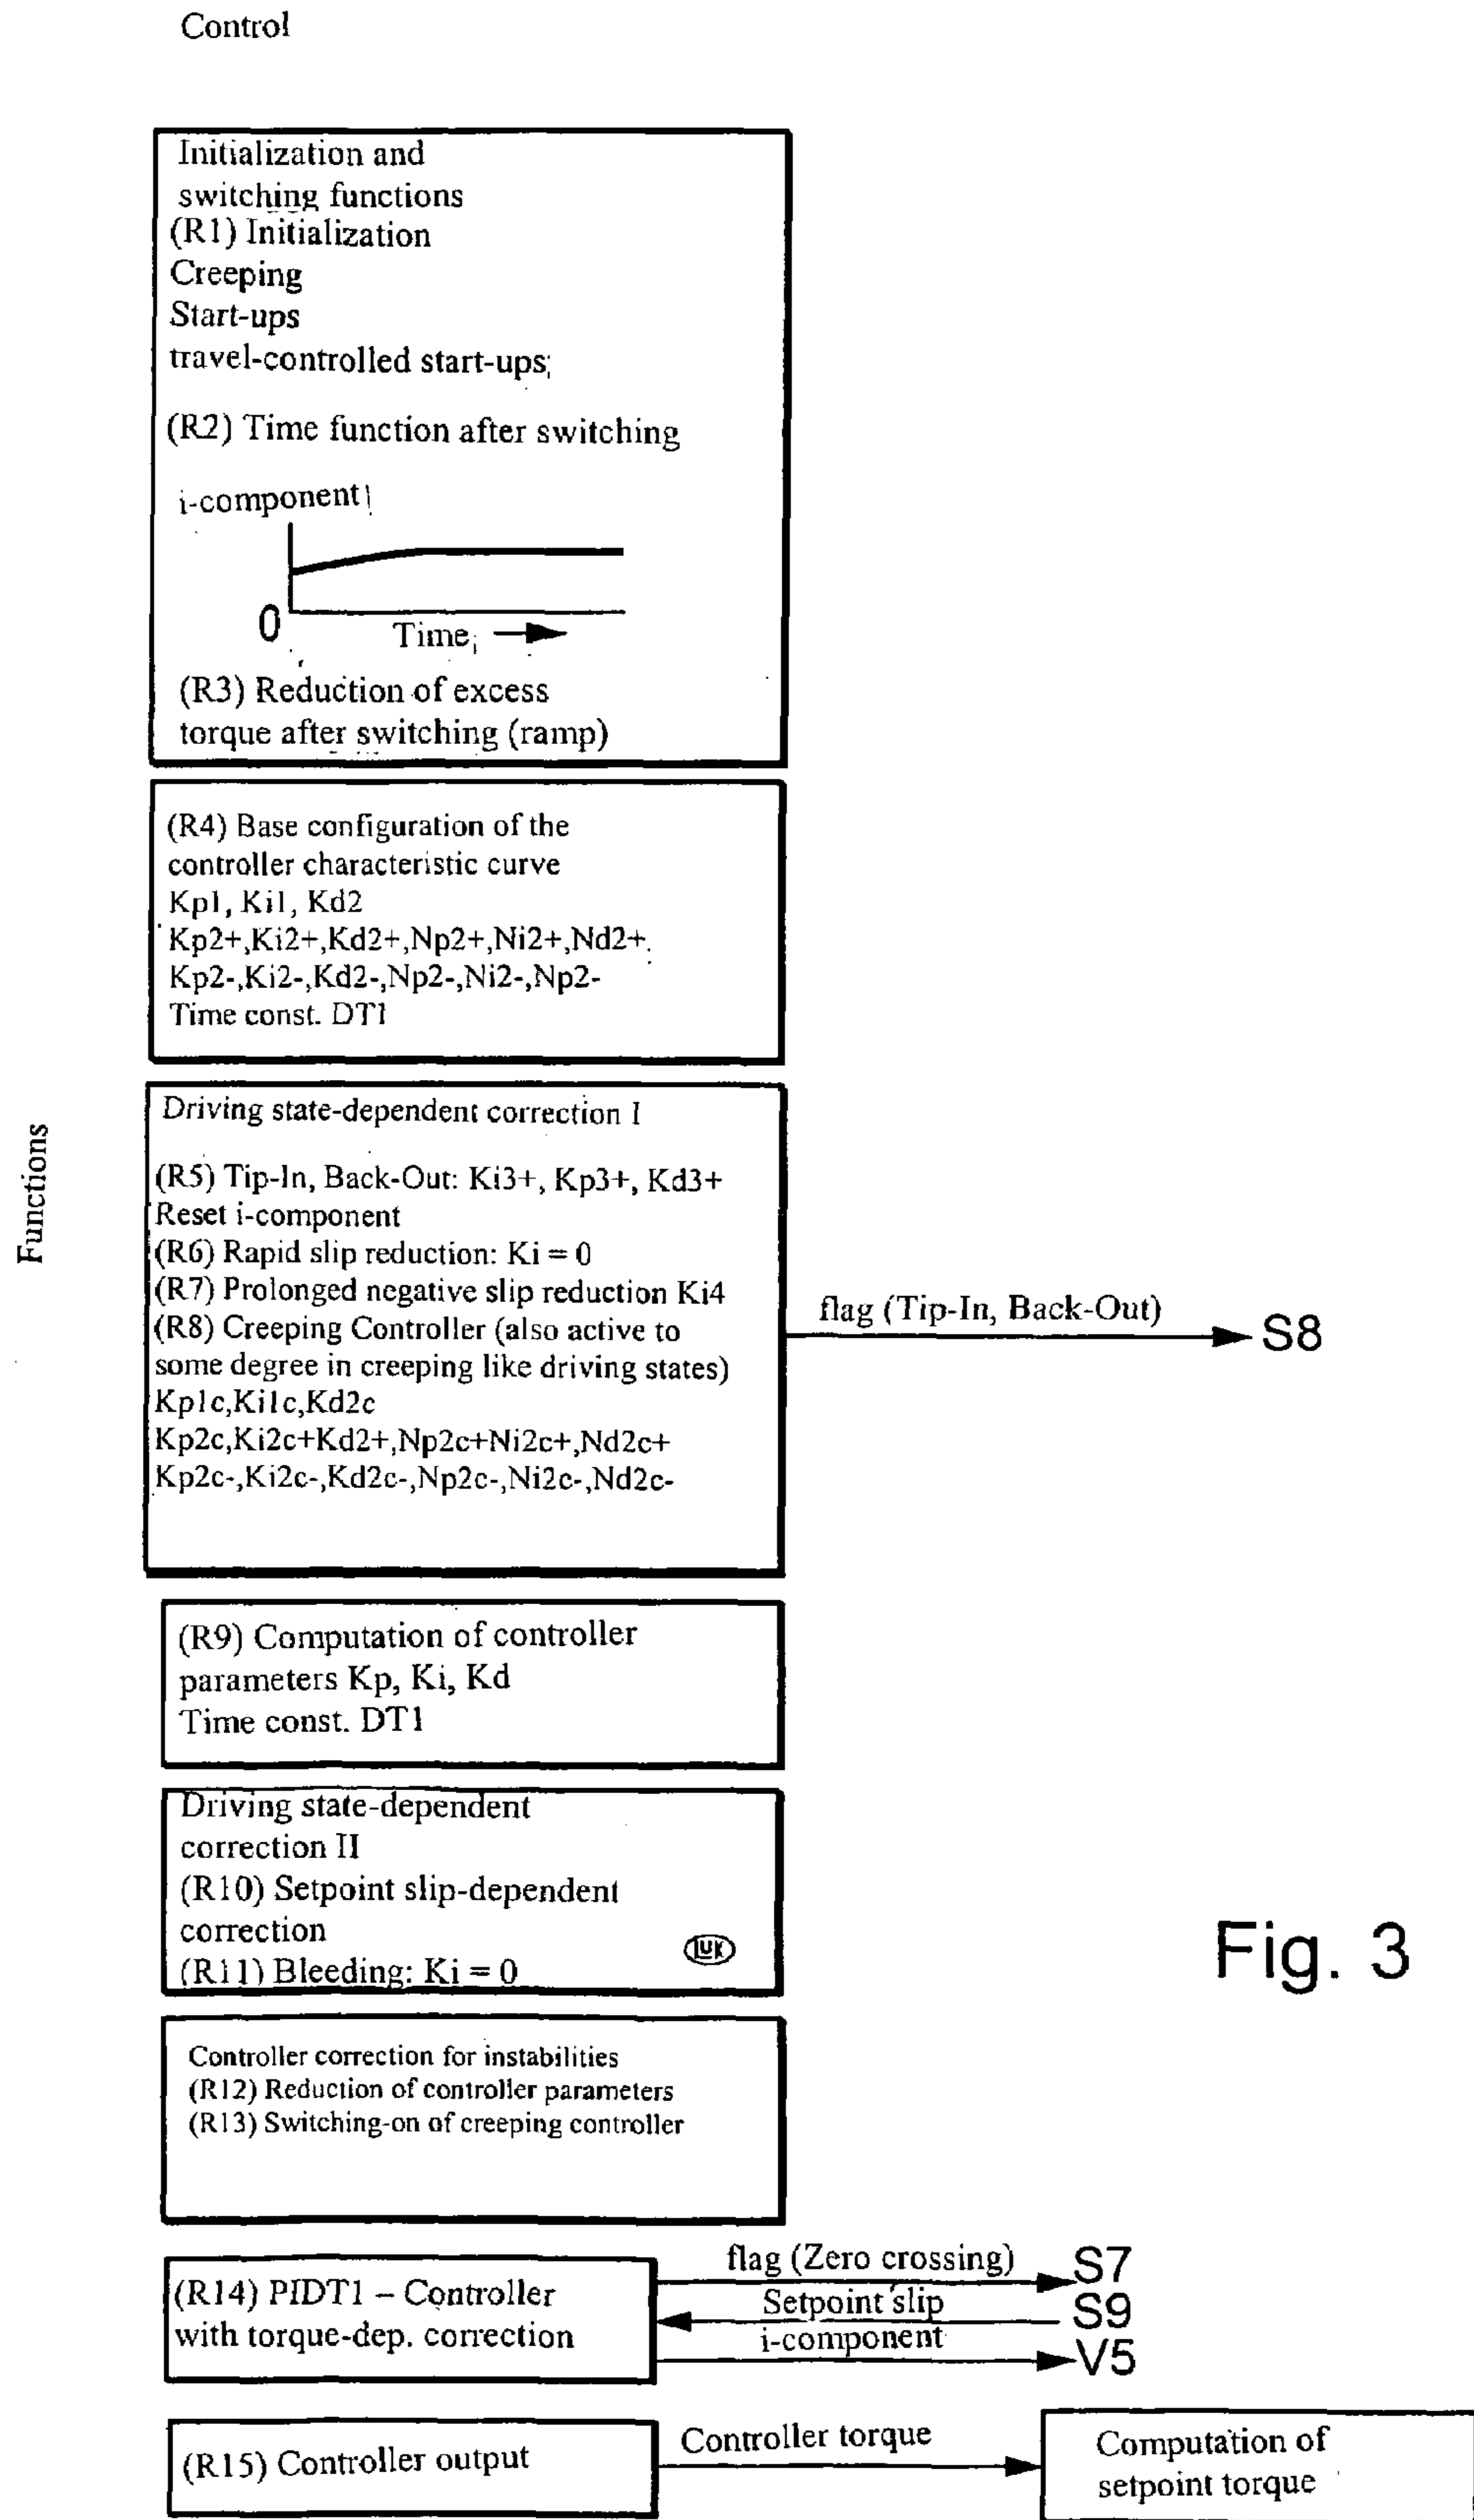 Control
Initialization and
switching functions
(R1) Initialization
Creeping
Start-ups
travel-controlled start-ups
(R2) Time function after switching
i-component
0
Time
(R3) Reduction of excess
torque after switching (ramp)
(R4) Base configuration of the
controller characteristic curve
Kp1, Ki1, Kd2
Kp2+,Ki2+,Kd2+,Np2+,Ni2+,Nd2+
Kp2-,Ki2-,Kd2-,Np2-,Ni2-,Np2-
Time const. DT1
Functions
Driving state-dependent correction I
(R5) Tip-In, Back-Out: Ki3+, Kp3+, Kd3+
Reset i-component
(R6) Rapid slip reduction: Ki = 0
(R7) Prolonged negative slip reduction Ki4
(R8) Creeping Controller (also active to
some degree in creeping like driving states)
Kp1c,Ki1c,Kd2c
Kp2c,Ki2c+Kd2+,Np2c+Ni2c+,Nd2c+
Kp2c-,Ki2c-,Kd2c-,Np2c-,Ni2c-,Nd2c-
flag (Tip-In, Back-Out)
S8
(R9) Computation of controller
parameters Kp, Ki, Kd
Time const. DT1
Driving state-dependent
correction II
(R10) Setpoint slip-dependent
correction
(R11) Bleeding: Ki = 0
LUK
Fig. 3
Controller correction for instabilities
(R12) Reduction of controller parameters
(R13) Switching-on of creeping controller
(R14) PIDT1 – Controller
with torque-dep. correction
flag (Zero crossing)
S7
Setpoint slip
S9
i-component
V5
(R15) Controller output
Controller torque
Computation of
setpoint torque